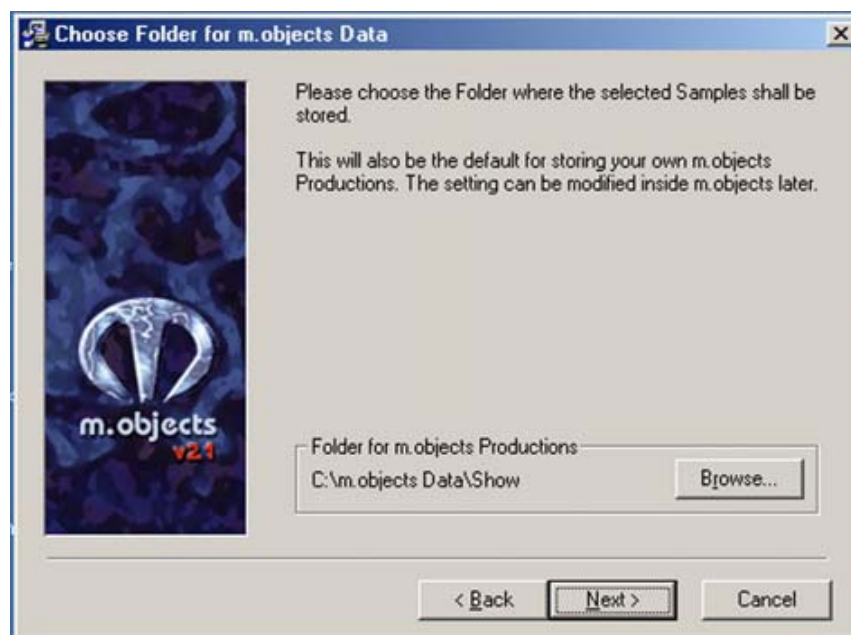 Choose Folder for m.objects Data
Please choose the Folder where the selected Samples shall be
stored.
This will also be the default for storing your own m.objects
Productions. The setting can be modified inside m.objects later.
m.objects
v2.1
Folder for m.objects Productions
C:\m.objects Data\Show
Browse...
< Back
Next >
Cancel